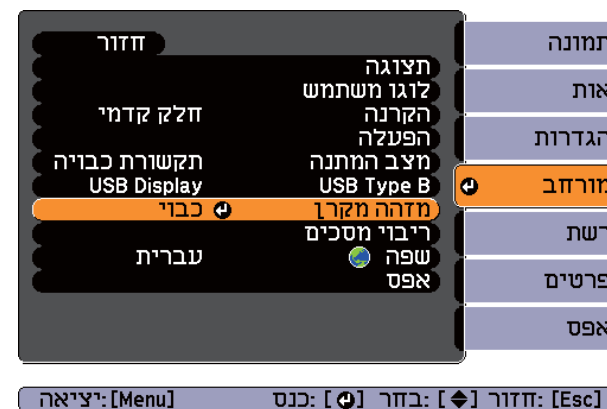 תמונה
אות
הגדרות
מורחב
רשת
פרטים
אפס
חזור
תצוגה
לוגו משתמש
הקרנה חלק קדמי
הפעלה
מצב המתנה תקשורת כבויה
USB Type B USB Display
מזהה מקרן כבוי
ריבוי מסכים
שפה עברית
אפס
[Esc] :חזור [ ] :בחר [ ] :כנס [Menu] :יציאה